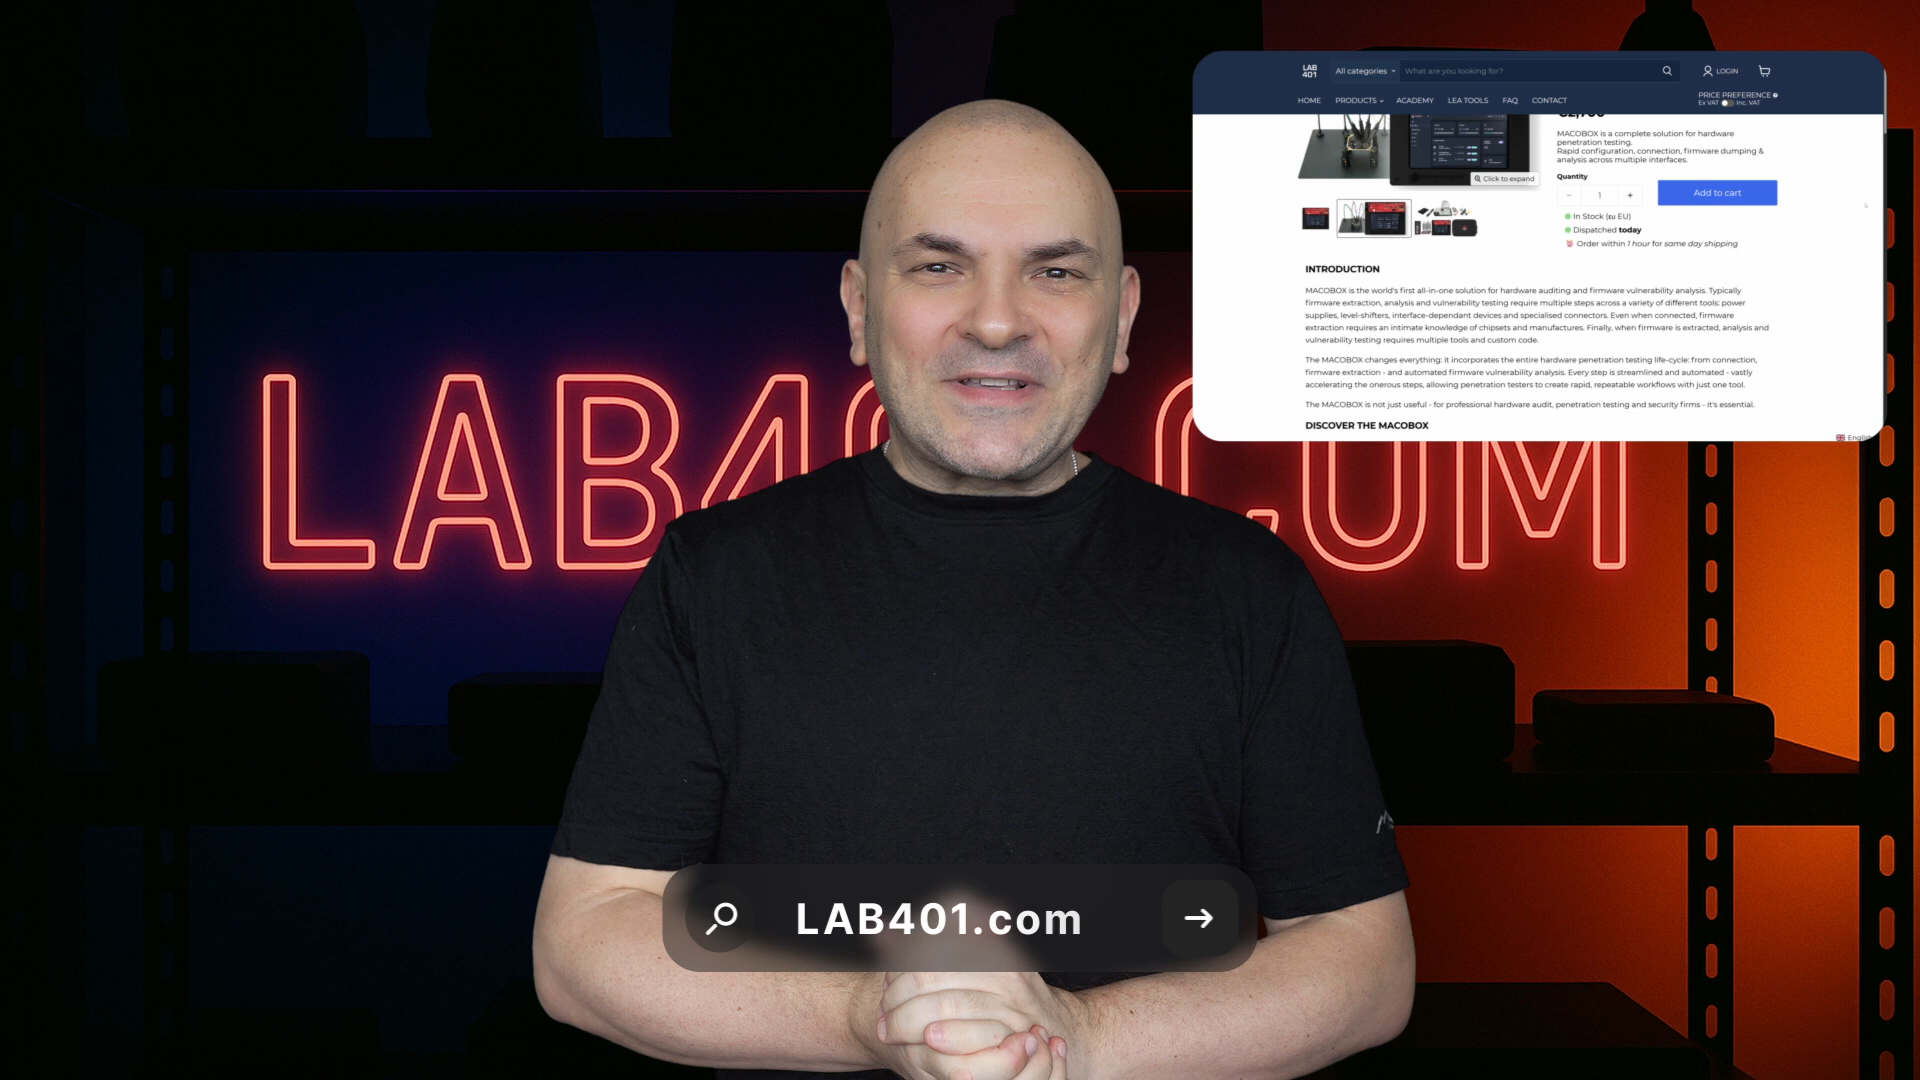 LAB
401
All categories
What are you looking for?
LOGIN
HOME
PRODUCTS
ACADEMY
LEA TOOLS
FAQ
CONTACT
PRICE PREFERENCE
Ex VAT
Inc. VAT
MACOBOX is a complete solution for hardware
penetration testing.
Rapid configuration, connection, firmware dumping &
analysis across multiple interfaces.
Click to expand
Quantity
− 1 +
Add to cart
In Stock (EU EU)
Dispatched today
Order within 1 hour for same day shipping
INTRODUCTION
MACOBOX is the world's first all-in-one solution for hardware auditing and firmware vulnerability analysis. Typically
firmware extraction, analysis and vulnerability testing require multiple steps across a variety of different tools: power
supplies, level-shifters, interface-dependant devices and specialised connectors. Even when connected, firmware
extraction requires an intimate knowledge of chipsets and manufactures. Finally, when firmware is extracted, analysis and
vulnerability testing requires multiple tools and custom code.
The MACOBOX changes everything: it incorporates the entire hardware penetration testing life-cycle: from connection,
firmware extraction - and automated firmware vulnerability analysis. Every step is streamlined and automated - vastly
accelerating the onerous steps, allowing penetration testers to create rapid, repeatable workflows with just one tool.
The MACOBOX is not just useful - for professional hardware audit, penetration testing and security firms - it's essential.
DISCOVER THE MACOBOX
English
LAB4 .COM
LAB401.com